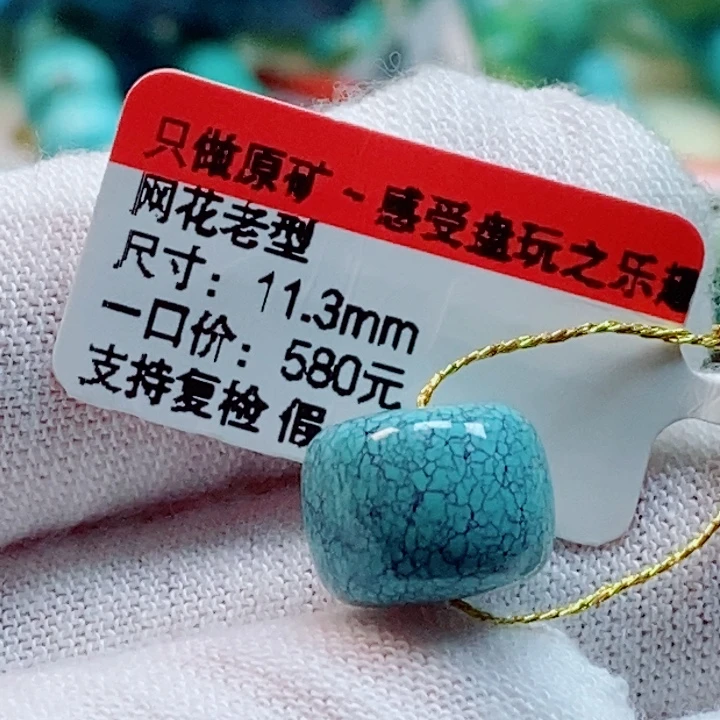 只做原矿~感受盘玩之乐趣
网花老型
尺寸：11.3mm
一口价：580元
支持复检 假